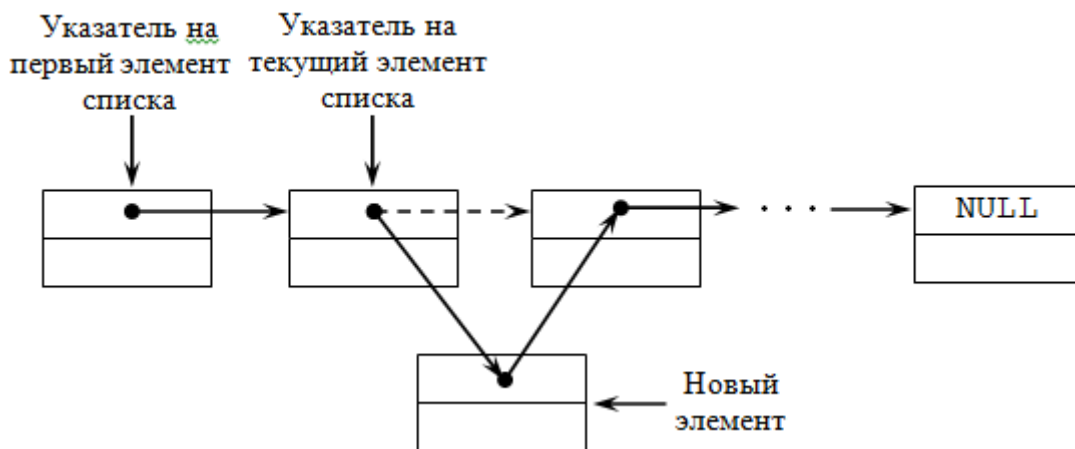 Указатель на
первый элемент
списка
Указатель на
текущий элемент
списка
NULL
Новый
элемент